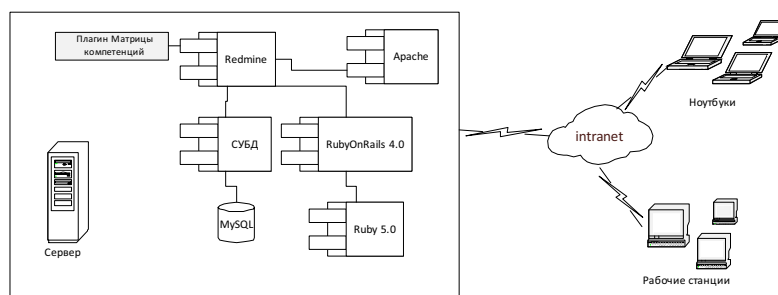 Плагин Матрицы
компетенций
Redmine
Apache
Ноутбуки
СУБД
RubyOnRails 4.0
intranet
MySQL
Ruby 5.0
Сервер
Рабочие станции